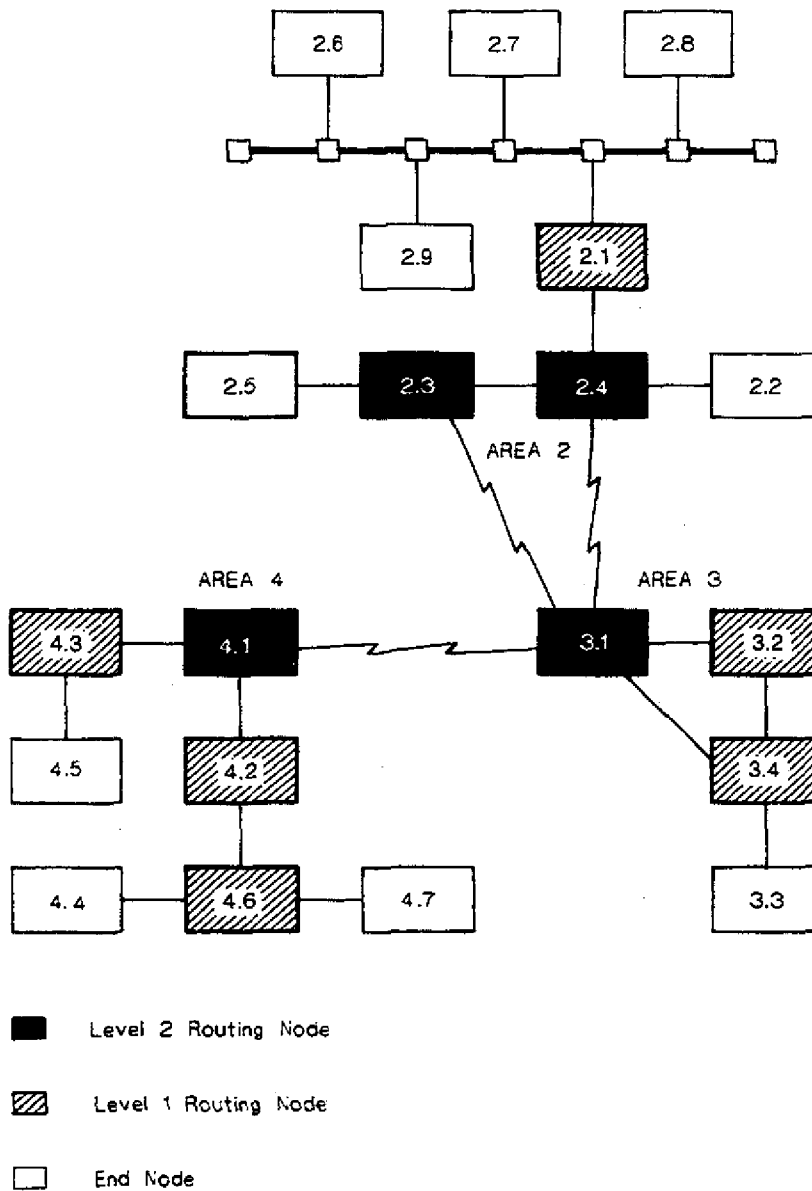 2.6 2.7 2.8
2.9 2.1
2.5 2.3 2.4 2.2
AREA 2
AREA 4 AREA 3
4.3 4.1 3.1 3.2
4.5 4.2 3.4
4.4 4.6 4.7 3.3
Level 2 Routing Node
Level 1 Routing Node
End Node